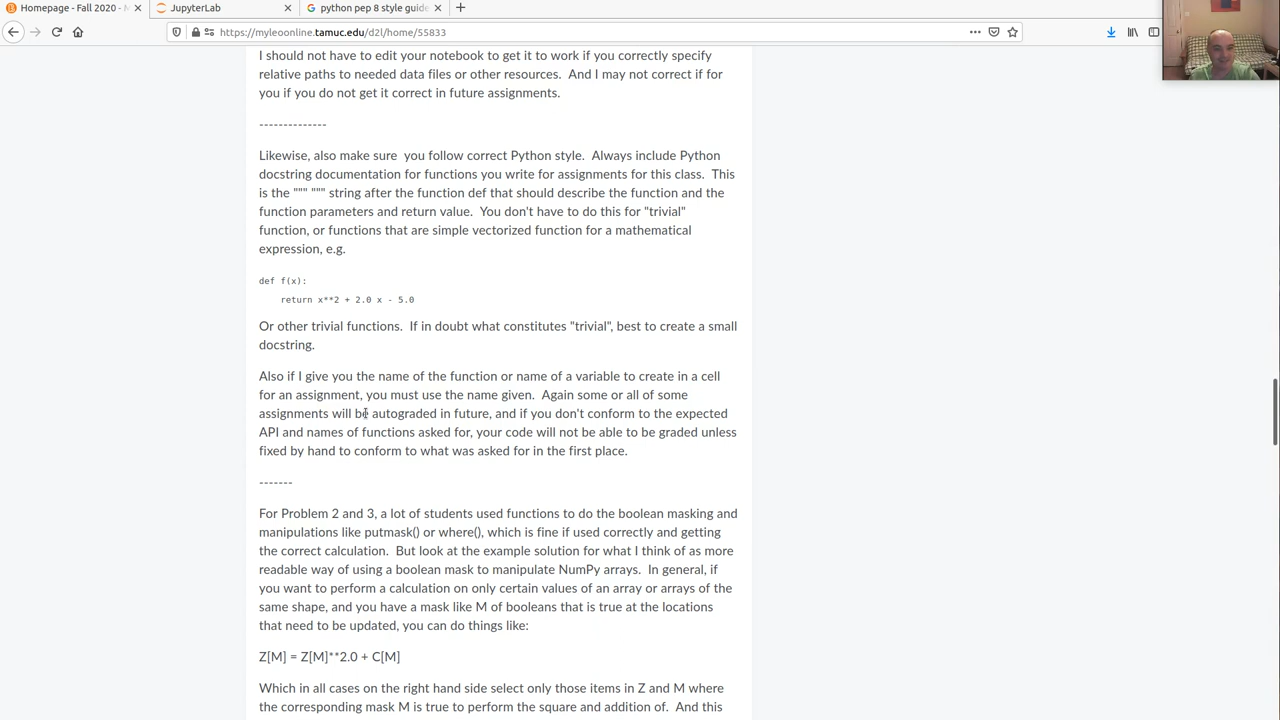 Homepage - Fall 2020 - M
JupyterLab
python pep 8 style guide
https://myleoonline.tamuc.edu/d2l/home/55833
I should not have to edit your notebook to get it to work if you correctly specify
relative paths to needed data files or other resources.  And I may not correct if for
you if you do not get it correct in future assignments.
--------------
Likewise, also make sure  you follow correct Python style.  Always include Python
docstring documentation for functions you write for assignments for this class.  This
is the """ """ string after the function def that should describe the function and the
function parameters and return value.  You don't have to do this for "trivial"
function, or functions that are simple vectorized function for a mathematical
expression, e.g.
def f(x):
    return x**2 + 2.0 x - 5.0
Or other trivial functions.  If in doubt what constitutes "trivial", best to create a small
docstring.
Also if I give you the name of the function or name of a variable to create in a cell
for an assignment, you must use the name given.  Again some or all of some
assignments will be autograded in future, and if you don't conform to the expected
API and names of functions asked for, your code will not be able to be graded unless
fixed by hand to conform to what was asked for in the first place.
-------
For Problem 2 and 3, a lot of students used functions to do the boolean masking and
manipulations like putmask() or where(), which is fine if used correctly and getting
the correct calculation.  But look at the example solution for what I think of as more
readable way of using a boolean mask to manipulate NumPy arrays.  In general, if
you want to perform a calculation on only certain values of an array or arrays of the
same shape, and you have a mask like M of booleans that is true at the locations
that need to be updated, you can do things like:
Z[M] = Z[M]**2.0 + C[M]
Which in all cases on the right hand side select only those items in Z and M where
the corresponding mask M is true to perform the square and addition of.  And this